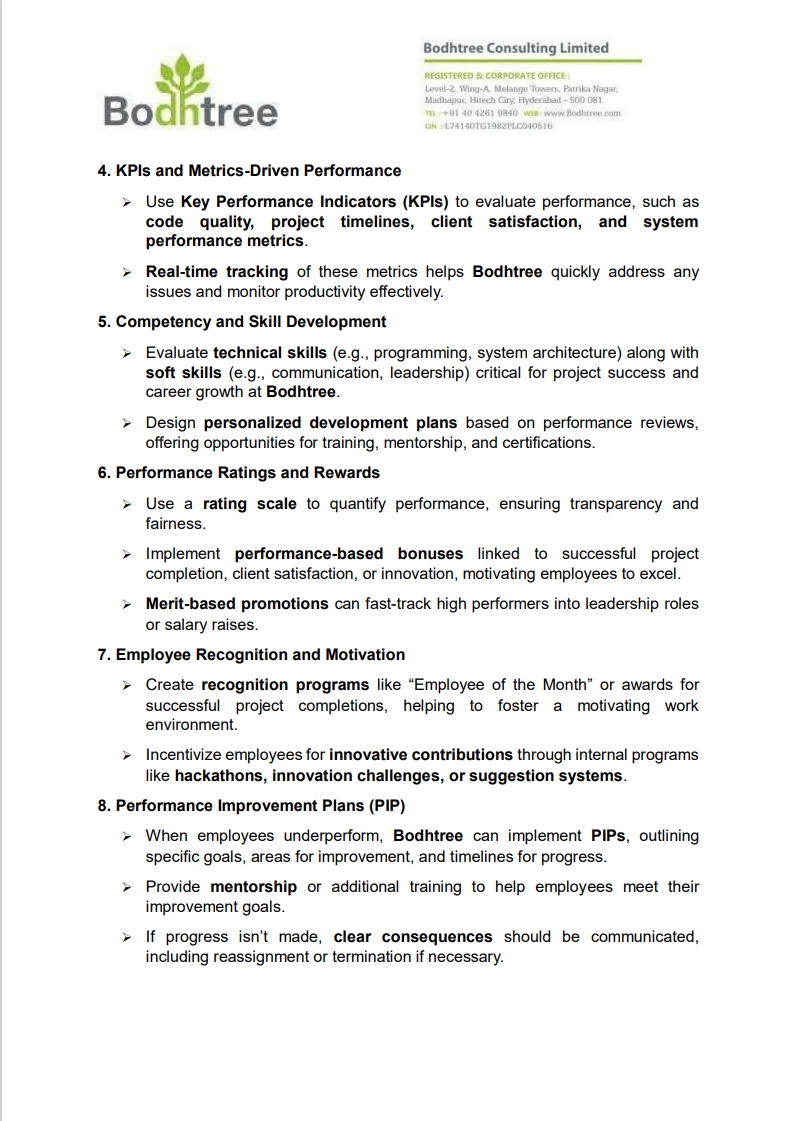 Bodhtree
Bodhtree Consulting Limited
REGISTERED & CORPORATE OFFICE :
Level-2, Wing-A, Melange Towers, Patrika Nagar,
Madhapur, Hitech City, Hyderabad - 500 081
TEL : +91 40 4261 9840 WEB : www.Bodhtree.com
CIN : L74140TG1982PLC040516
4. KPIs and Metrics-Driven Performance
➢ Use Key Performance Indicators (KPIs) to evaluate performance, such as
code quality, project timelines, client satisfaction, and system
performance metrics.
➢ Real-time tracking of these metrics helps Bodhtree quickly address any
issues and monitor productivity effectively.
5. Competency and Skill Development
➢ Evaluate technical skills (e.g., programming, system architecture) along with
soft skills (e.g., communication, leadership) critical for project success and
career growth at Bodhtree.
➢ Design personalized development plans based on performance reviews,
offering opportunities for training, mentorship, and certifications.
6. Performance Ratings and Rewards
➢ Use a rating scale to quantify performance, ensuring transparency and
fairness.
➢ Implement performance-based bonuses linked to successful project
completion, client satisfaction, or innovation, motivating employees to excel.
➢ Merit-based promotions can fast-track high performers into leadership roles
or salary raises.
7. Employee Recognition and Motivation
➢ Create recognition programs like “Employee of the Month” or awards for
successful project completions, helping to foster a motivating work
environment.
➢ Incentivize employees for innovative contributions through internal programs
like hackathons, innovation challenges, or suggestion systems.
8. Performance Improvement Plans (PIP)
➢ When employees underperform, Bodhtree can implement PIPs, outlining
specific goals, areas for improvement, and timelines for progress.
➢ Provide mentorship or additional training to help employees meet their
improvement goals.
➢ If progress isn’t made, clear consequences should be communicated,
including reassignment or termination if necessary.